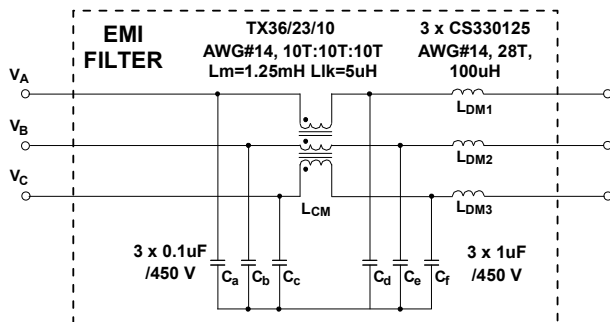 EMI
FILTER
TX36/23/10
AWG#14, 10T:10T:10T
Lm=1.25mH Llk=5uH
3 x CS330125
AWG#14, 28T,
100uH
VA
VB
VC
LDM1
LDM2
LDM3
LCM
3 x 0.1uF
/450 V
Ca
Cb
Cc
Cd
Ce
Cf
3 x 1uF
/450 V